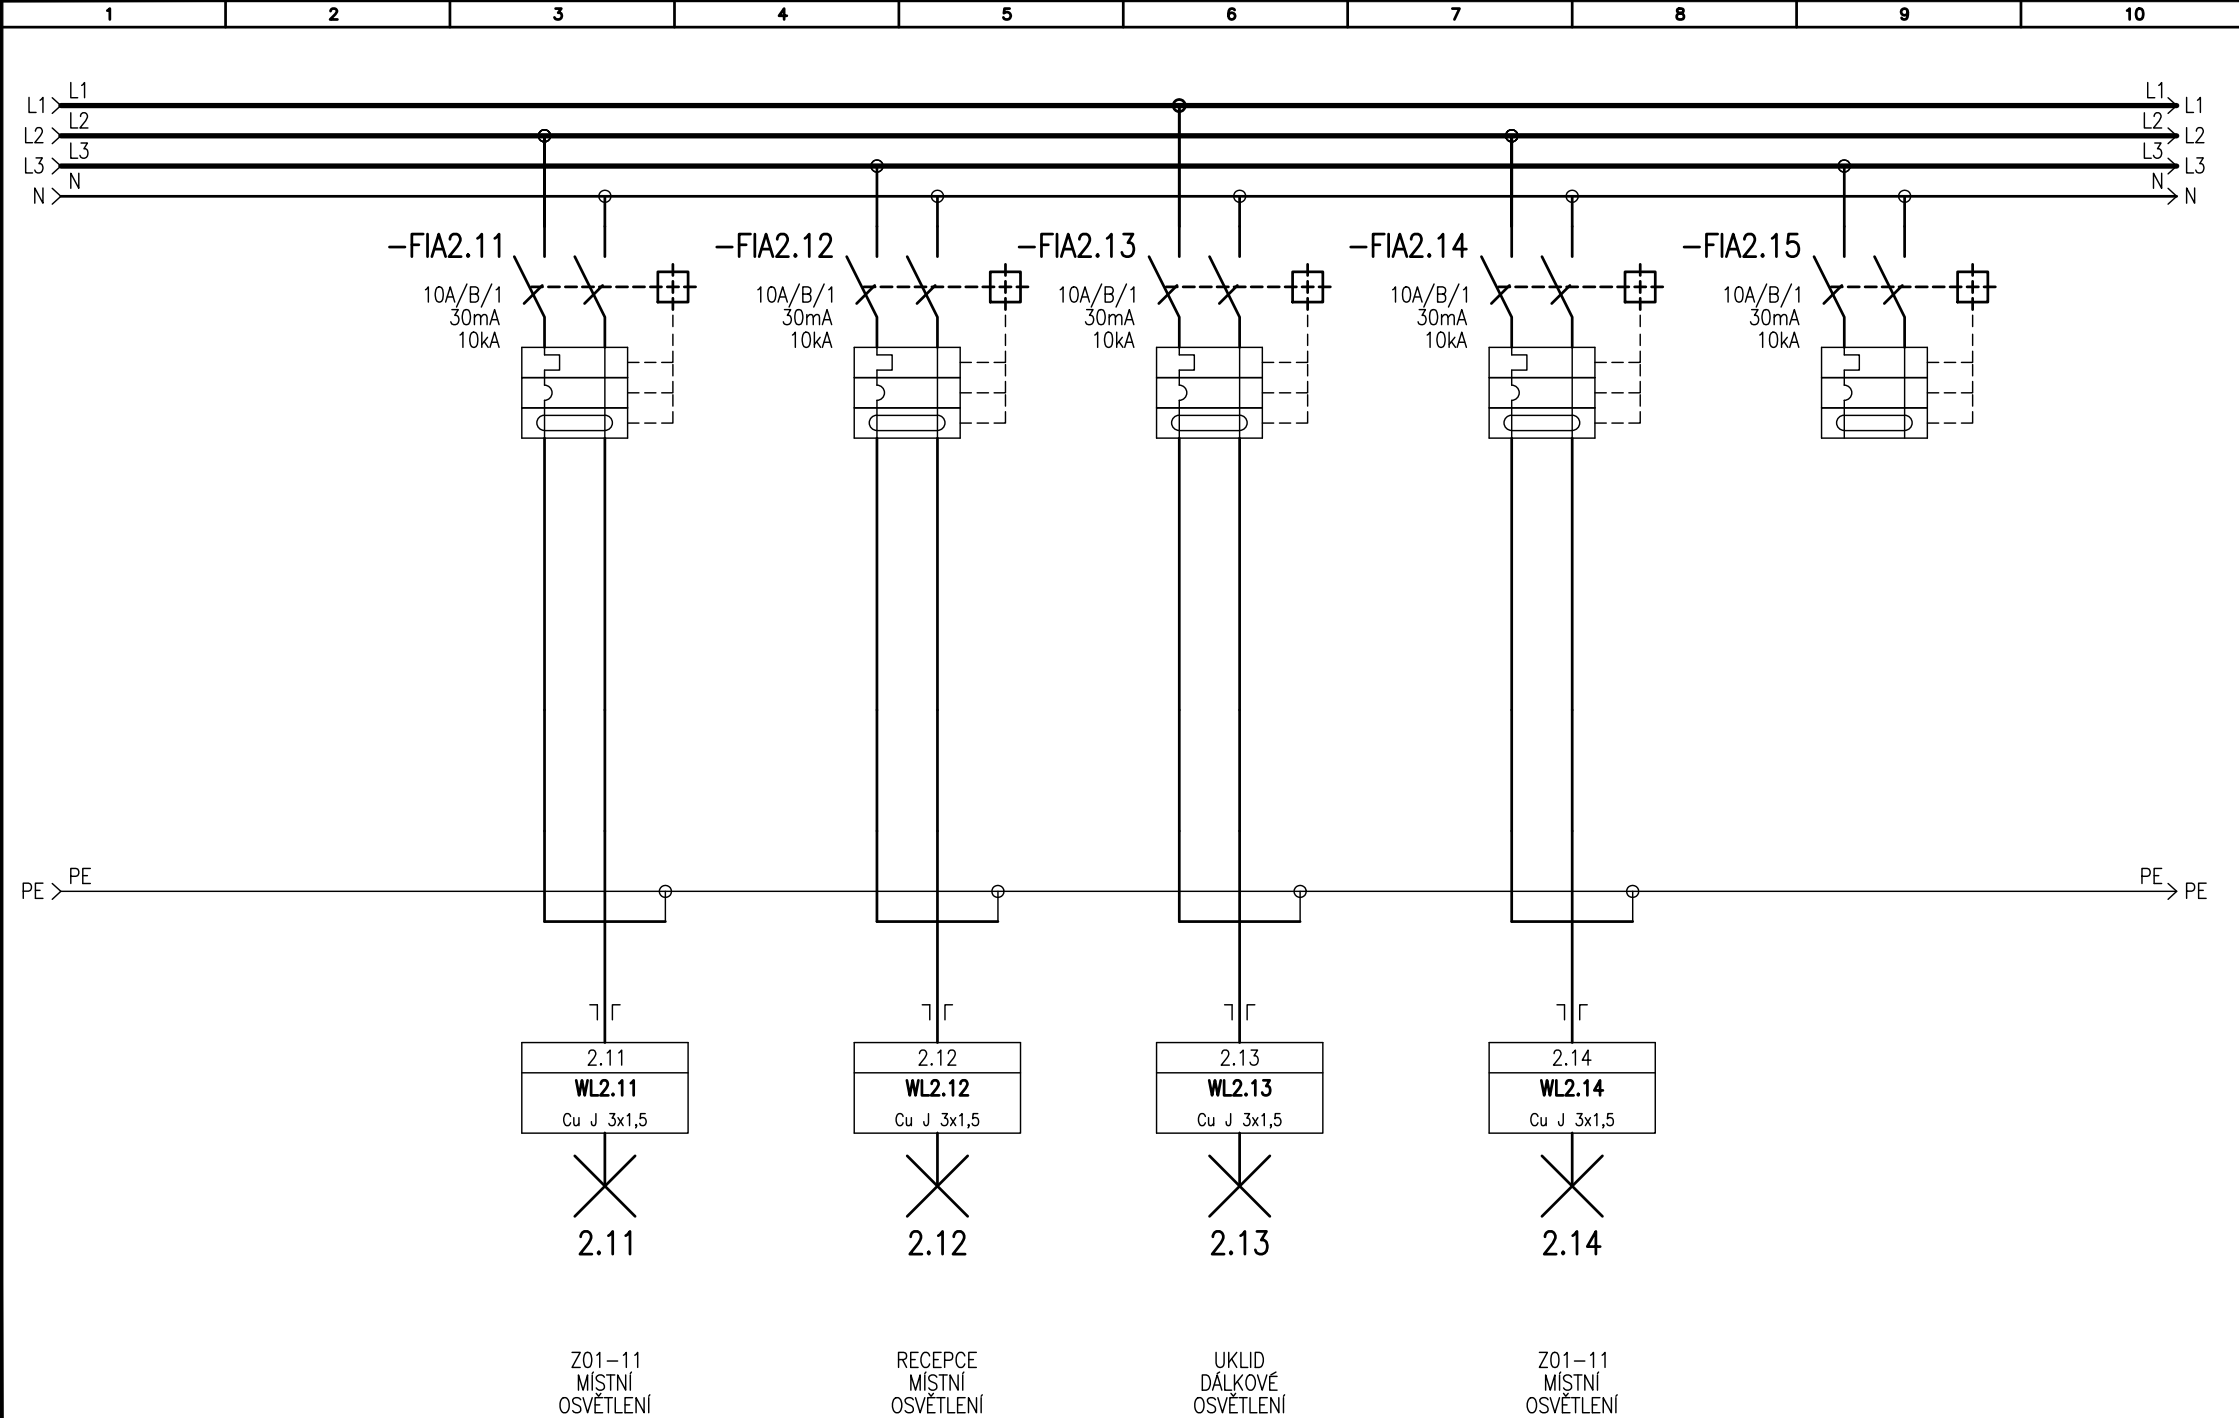 1 2 3 4 5 6 7 8 9 10
L1 L1 L1 L1
L2 L2 L2 L2
L3 L3 L3 L3
N N N N
-FIA2.11 -FIA2.12 -FIA2.13 -FIA2.14 -FIA2.15
10A/B/1 10A/B/1 10A/B/1 10A/B/1 10A/B/1
30mA 30mA 30mA 30mA 30mA
10kA 10kA 10kA 10kA 10kA
PE PE PE PE
2.11 2.12 2.13 2.14
WL2.11 WL2.12 WL2.13 WL2.14
Cu J 3x1,5 Cu J 3x1,5 Cu J 3x1,5 Cu J 3x1,5
2.11 2.12 2.13 2.14
Z01-11 RECEPCE UKLID Z01-11
MÍSTNÍ MÍSTNÍ DÁLKOVÉ MÍSTNÍ
OSVĚTLENÍ OSVĚTLENÍ OSVĚTLENÍ OSVĚTLENÍ